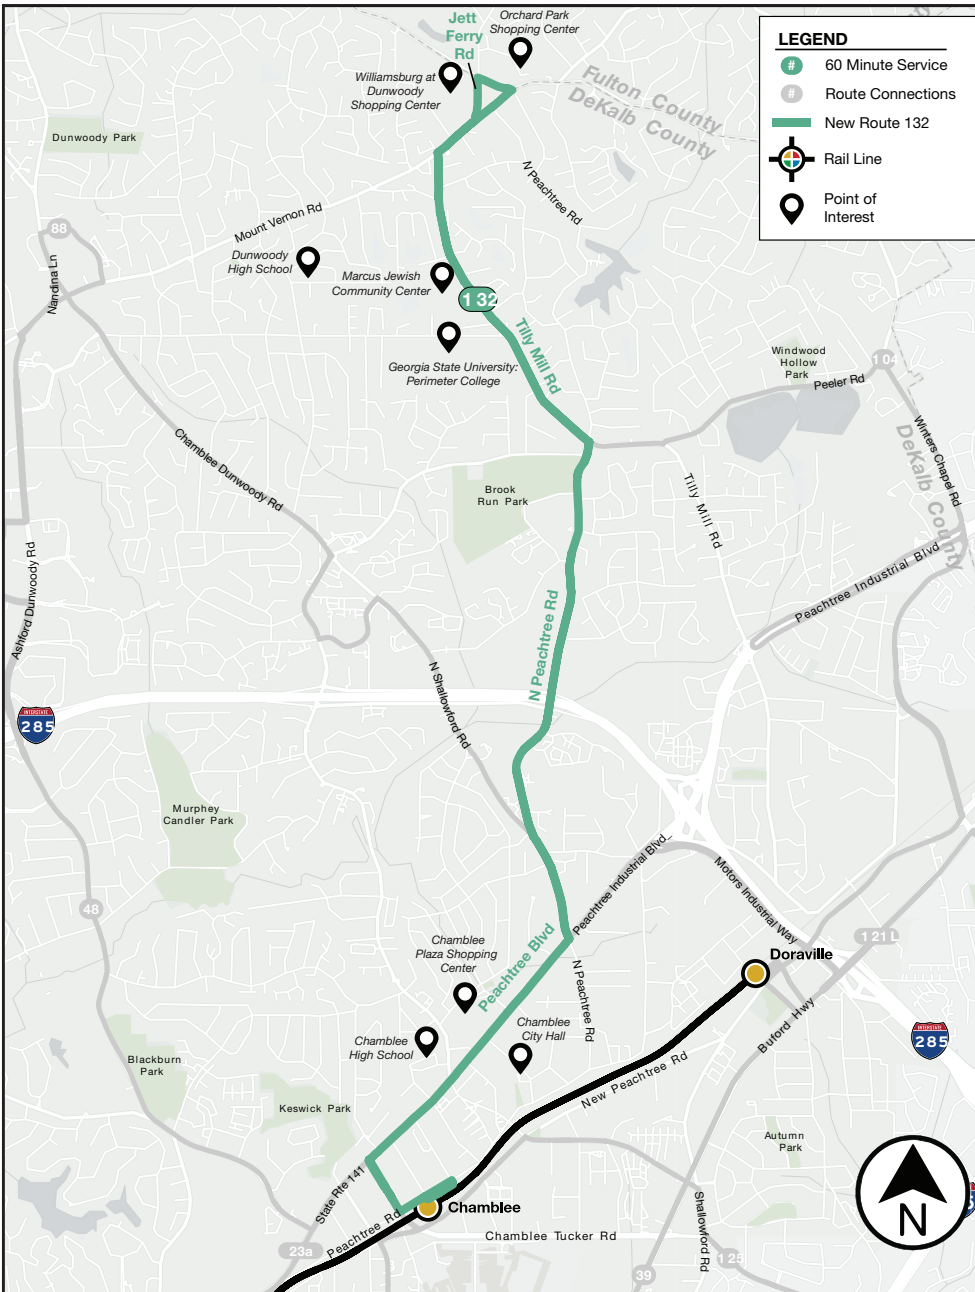 Jett
Ferry
Rd
Orchard Park
Shopping Center
Williamsburg at
Dunwoody
Shopping Center
Fulton County
DeKalb County
LEGEND
# 60 Minute Service
# Route Connections
New Route 132
Rail Line
Point of
Interest
Dunwoody Park
N Peachtree Rd
Mount Vernon Rd
88
Nandina Ln
Dunwoody
High School
Marcus Jewish
Community Center
132
Tilly Mill Rd
Georgia State University:
Perimeter College
Windwood
Hollow
Park
104
Peeler Rd
Winters Chapel Rd
DeKalb County
Chamblee Dunwoody Rd
Brook
Run Park
Tilly Mill Rd
Ashford Dunwoody Rd
Peachtree Industrial Blvd
N Peachtree Rd
N Shallowford Rd
INTERSTATE
285
Murphey
Candler Park
Peachtree Industrial Blvd
Motors Industrial Way
48
121L
Peachtree Blvd
Chamblee
Plaza Shopping
Center
Doraville
N Peachtree Rd
Chamblee
City Hall
Chamblee
High School
Buford Hwy
INTERSTATE
285
New Peachtree Rd
Blackburn
Park
Keswick Park
Autumn
Park
State Rte 141
Peachtree Rd
Chamblee
Chamblee Tucker Rd
Shallowford Rd
23a
125
39
N